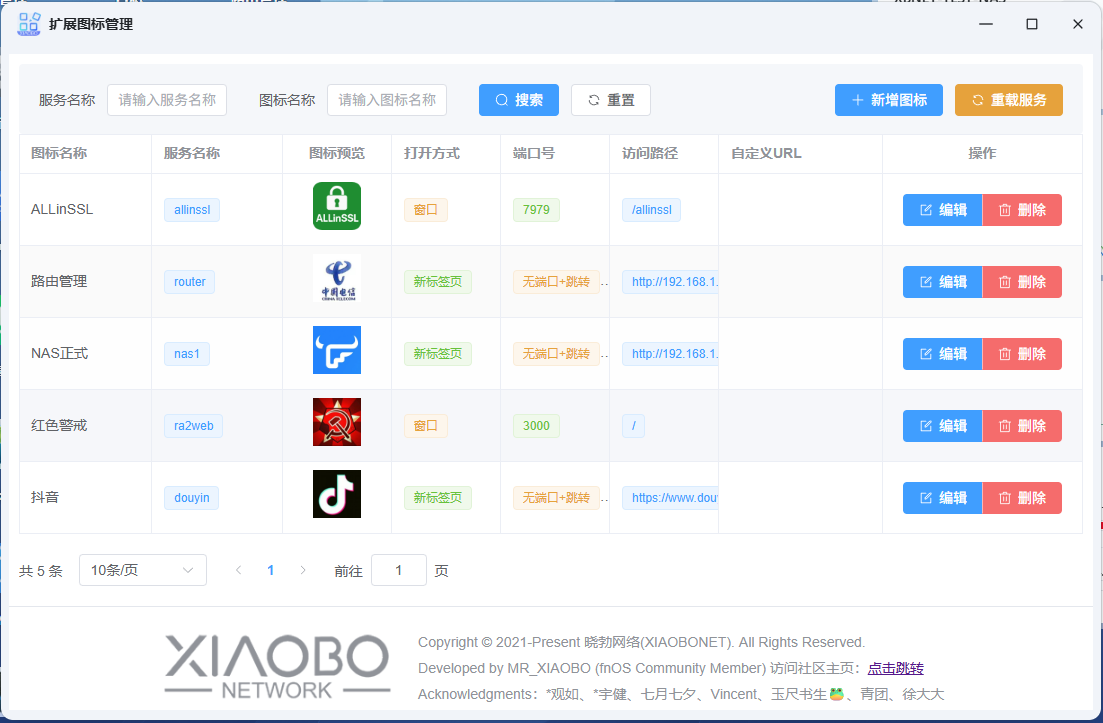 扩展图标管理
服务名称 请输入服务名称 图标名称 请输入图标名称 搜索 重置 新增图标 重载服务
图标名称 服务名称 图标预览 打开方式 端口号 访问路径 自定义URL 操作
ALLinSSL allinssl ALLinSSL 窗口 7979 /allinssl 编辑 删除
路由管理 router 中国电信 CHINA TELECOM 新标签页 无端口+跳转 .. http://192.168.1. 编辑 删除
NAS正式 nas1 新标签页 无端口+跳转 .. http://192.168.1. 编辑 删除
红色警戒 ra2web 窗口 3000 / 编辑 删除
抖音 douyin 新标签页 无端口+跳转 .. https://www.dou 编辑 删除
共 5 条 10条/页 1 前往 1 页
XIAOBO
NETWORK
Copyright © 2021-Present 晓勃网络(XIAOBONET). All Rights Reserved.
Developed by MR_XIAOBO (fnOS Community Member) 访问社区主页：点击跳转
Acknowledgments：*观如、*宇健、七月七夕、Vincent、玉尺书生🐸、青团、徐大大